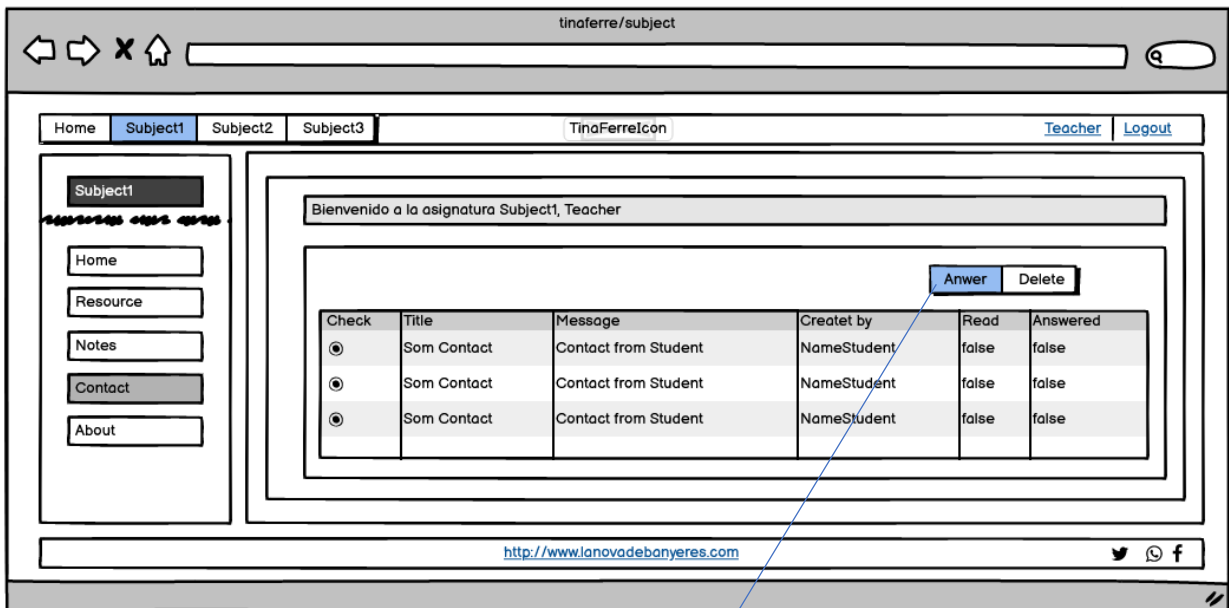 tinaferre/subject
Home Subject1 Subject2 Subject3 TinaFerreIcon Teacher Logout
Subject1
Home
Resource
Notes
Contact
About
Bienvenido a la asignatura Subject1, Teacher
Anwer Delete
Check Title Message Createt by Read Answered
Som Contact Contact from Student NameStudent false false
Som Contact Contact from Student NameStudent false false
Som Contact Contact from Student NameStudent false false
http://www.lanovadebanyeres.com